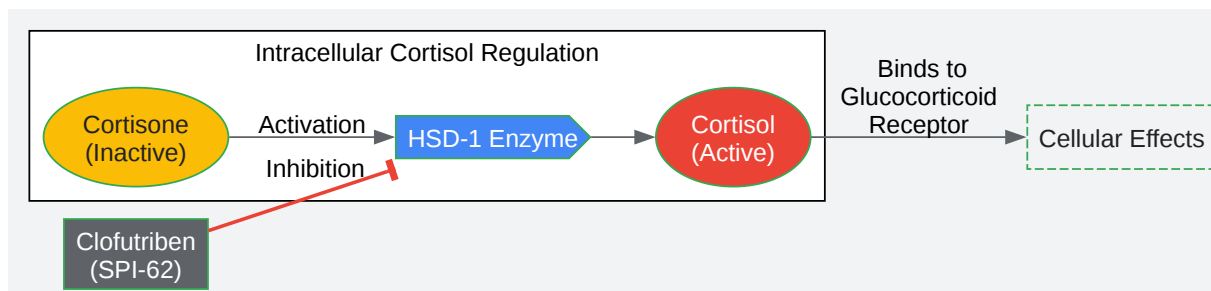 Intracellular Cortisol Regulation
Cortisone
(Inactive)
Activation
Inhibition
HSD-1 Enzyme
Cortisol
(Active)
Binds to
Glucocorticoid
Receptor
Cellular Effects
Clofutriben
(SPI-62)